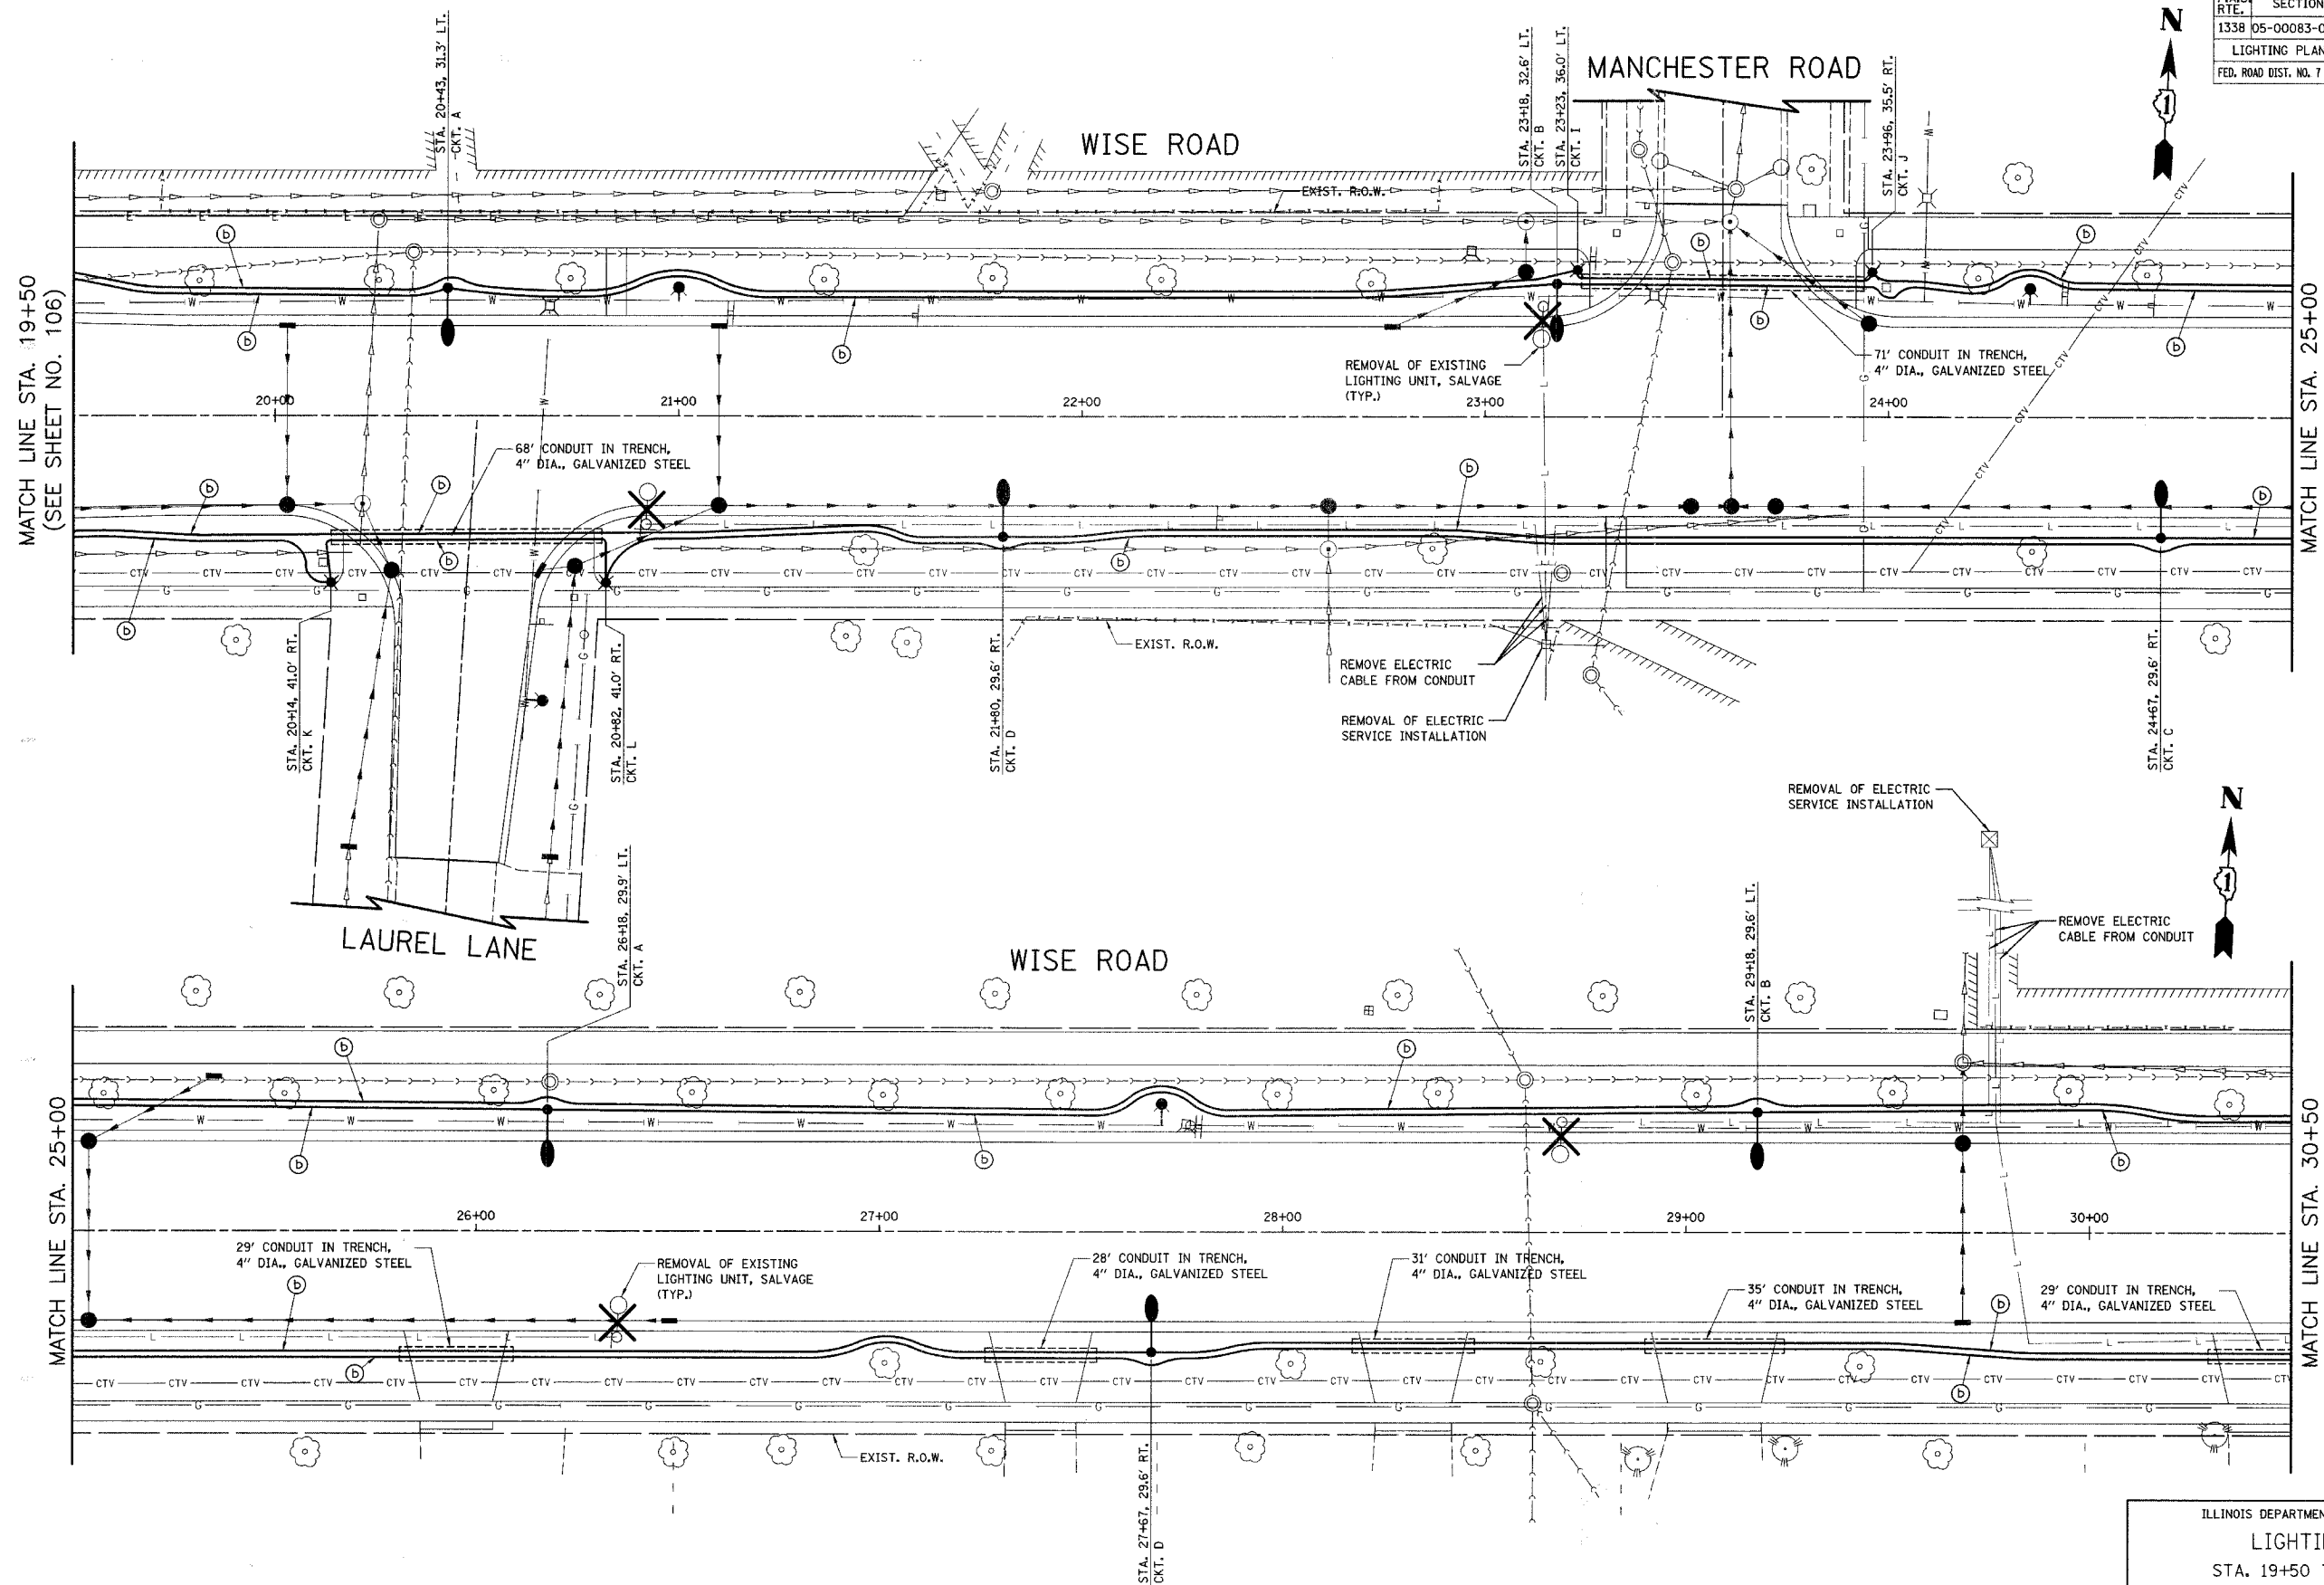 RTE.
SECTION
1338
05-00083-0
LIGHTING PLAN
FED. ROAD DIST. NO. 7
N
1
MANCHESTER ROAD
WISE ROAD
STA. 20+43, 31.3' LT.
CKT. A
STA. 23+18, 32.6' LT.
CKT. B
STA. 23+23, 36.0' LT.
CKT. I
STA. 23+96, 35.5' RT.
CKT. J
EXIST. R.O.W.
MATCH LINE STA. 19+50
(SEE SHEET NO. 106)
MATCH LINE STA. 25+00
REMOVAL OF EXISTING
LIGHTING UNIT, SALVAGE
(TYP.)
71' CONDUIT IN TRENCH,
4" DIA., GALVANIZED STEEL
20+00
21+00
22+00
23+00
24+00
68' CONDUIT IN TRENCH,
4" DIA., GALVANIZED STEEL
EXIST. R.O.W.
REMOVE ELECTRIC
CABLE FROM CONDUIT
REMOVAL OF ELECTRIC
SERVICE INSTALLATION
STA. 20+14, 41.0' RT.
CKT. K
STA. 20+82, 41.0' RT.
CKT. L
STA. 21+80, 29.6' RT.
CKT. D
STA. 24+67, 29.6' RT.
CKT. C
LAUREL LANE
REMOVAL OF ELECTRIC
SERVICE INSTALLATION
N
1
REMOVE ELECTRIC
CABLE FROM CONDUIT
WISE ROAD
STA. 26+18, 29.9' LT.
CKT. A
STA. 29+18, 29.6' LT.
CKT. B
MATCH LINE STA. 25+00
MATCH LINE STA. 30+50
26+00
27+00
28+00
29+00
30+00
29' CONDUIT IN TRENCH,
4" DIA., GALVANIZED STEEL
REMOVAL OF EXISTING
LIGHTING UNIT, SALVAGE
(TYP.)
28' CONDUIT IN TRENCH,
4" DIA., GALVANIZED STEEL
31' CONDUIT IN TRENCH,
4" DIA., GALVANIZED STEEL
35' CONDUIT IN TRENCH,
4" DIA., GALVANIZED STEEL
29' CONDUIT IN TRENCH,
4" DIA., GALVANIZED STEEL
EXIST. R.O.W.
STA. 27+67, 29.6' RT.
CKT. D
ILLINOIS DEPARTMEN
LIGHTI
STA. 19+50